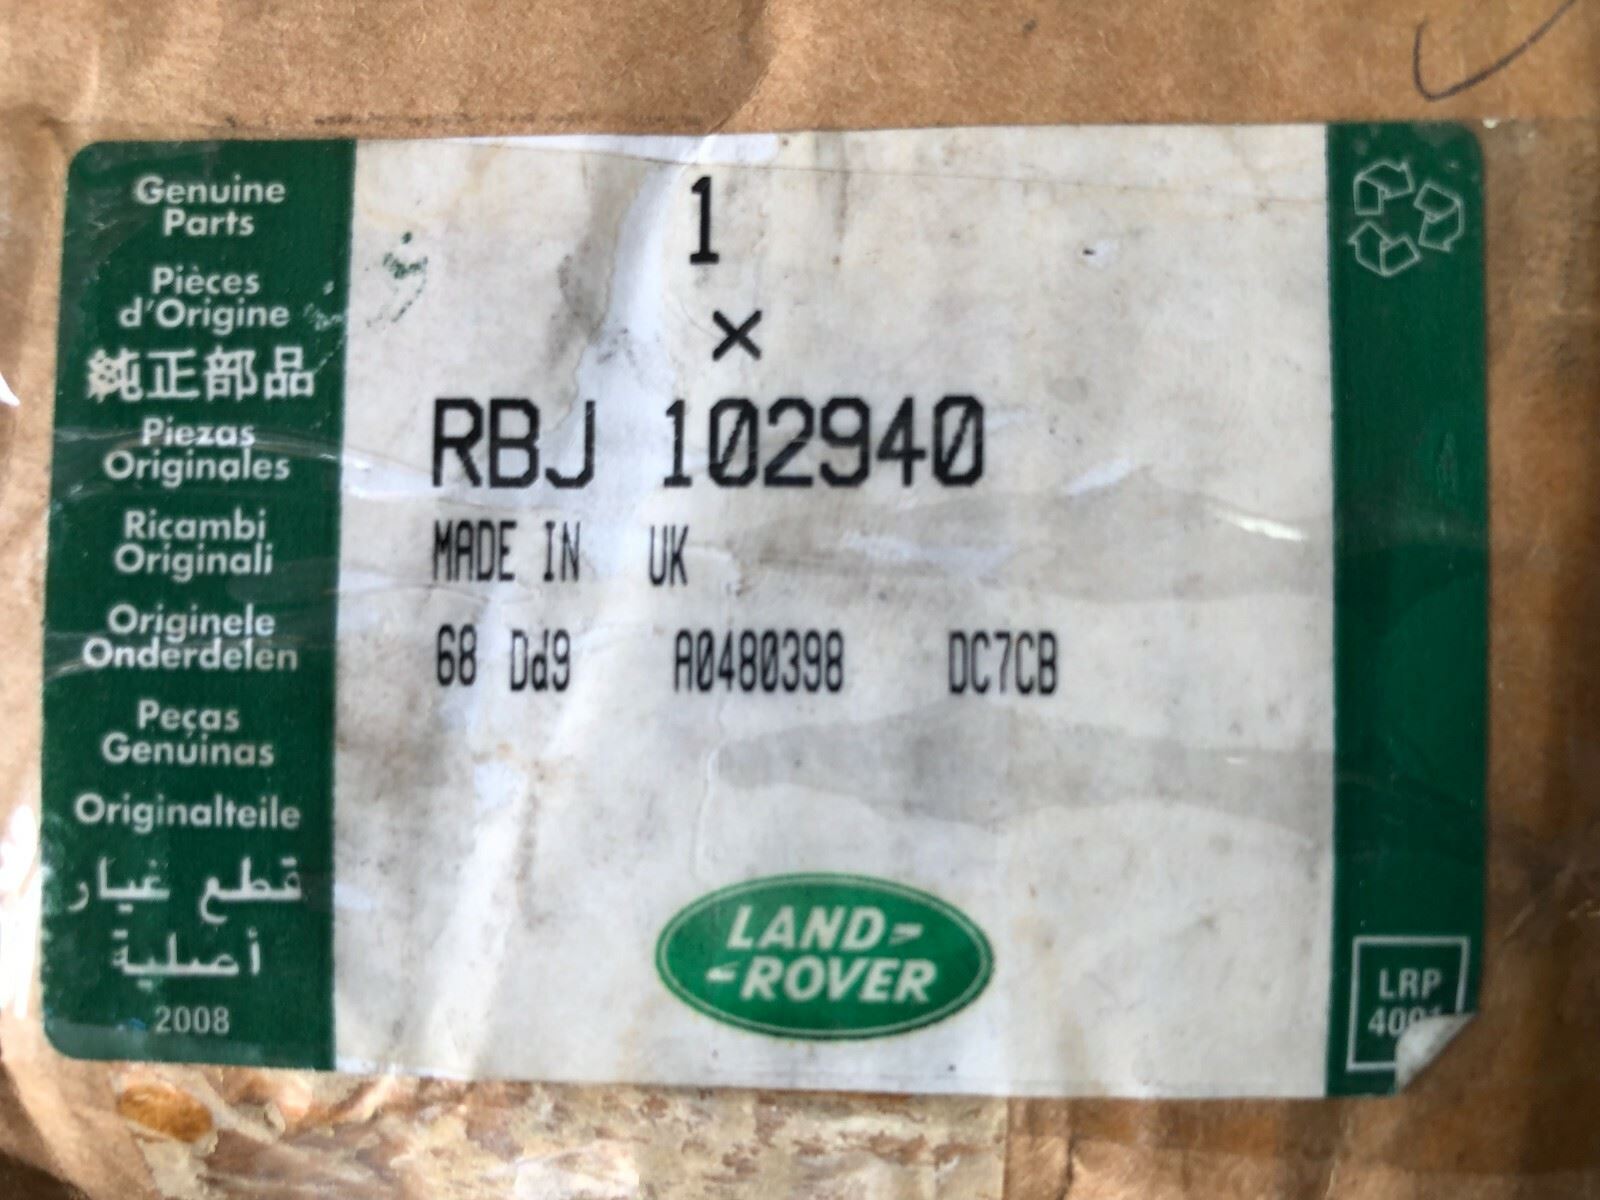 Genuine
Parts
Pièces
d'Origine
純正部品
Piezas
Originales
Ricambi
Originali
Originele
Onderdelen
Peças
Genuinas
Originalteile
قطع غيار
أصلية
2008
1
×
RBJ 102940
MADE IN UK
68 Dd9 A0480398 DC7CB
LAND-
-ROVER
LRP